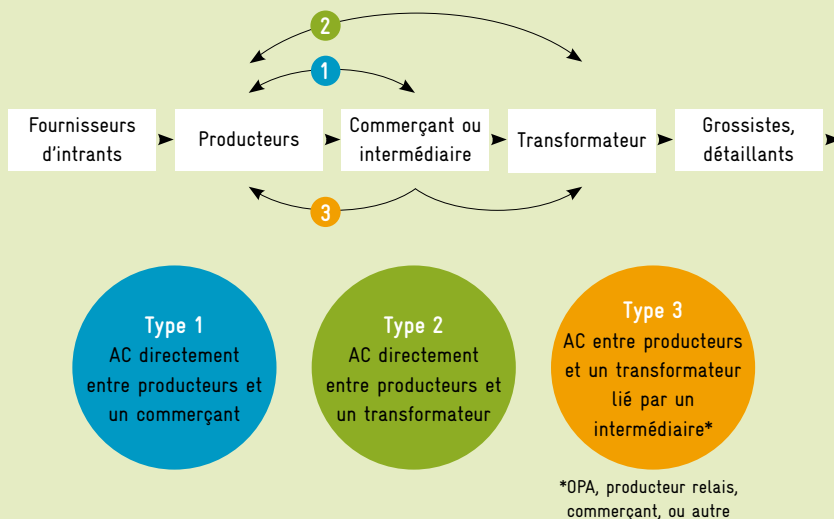 2
1
Fournisseurs
d'intrants
Producteurs
Commerçant ou
intermédiaire
Transformateur
Grossistes,
détaillants
3
Type 1
AC directement
entre producteurs et
un commerçant
Type 2
AC directement
entre producteurs et
un transformateur
Type 3
AC entre producteurs
et un transformateur
lié par un
intermédiaire*
*OPA, producteur relais,
commerçant, ou autre